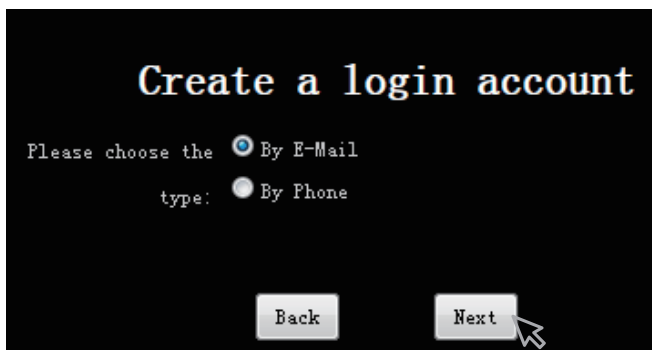 Create a login account
Please choose the
By E-Mail
type:
By Phone
Back
Next